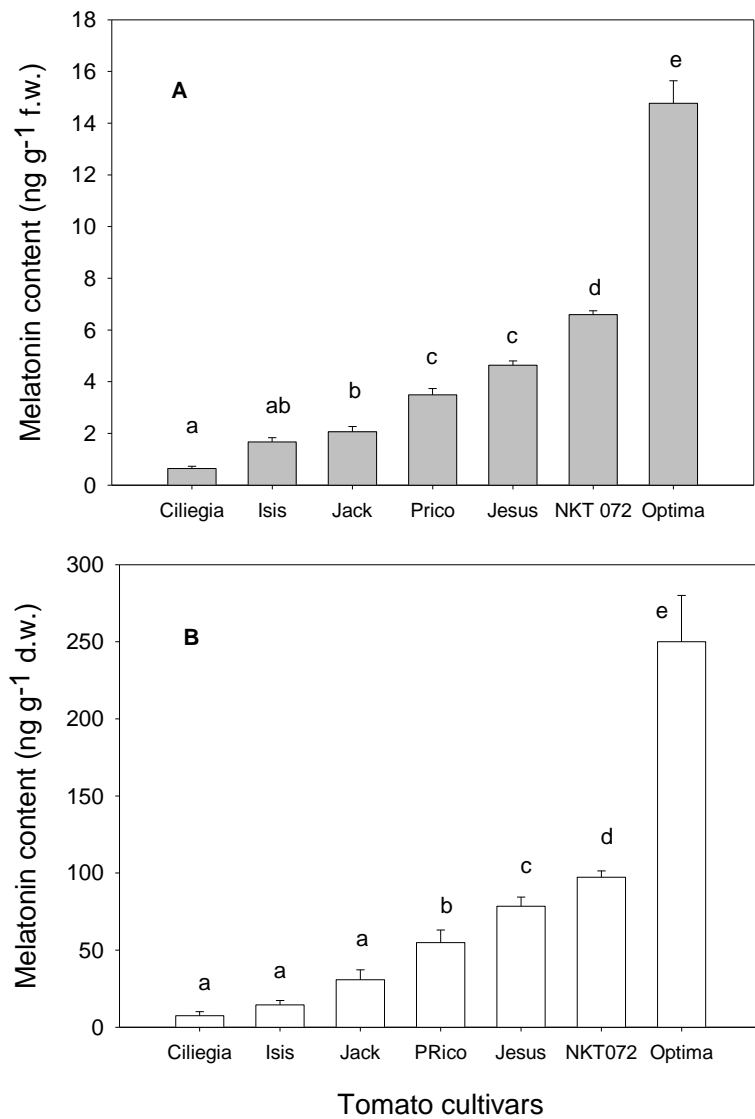 18
16
14
12
10
8
6
4
2
0
Melatonin content (ng g-1 f.w.)
A
a
ab
b
c
c
d
e
Ciliegia Isis Jack Prico Jesus NKT 072 Optima
300
250
200
150
100
50
0
Melatonin content (ng g-1 d.w.)
B
a
a
a
b
c
d
e
Ciliegia Isis Jack PRico Jesus NKT072 Optima
Tomato cultivars